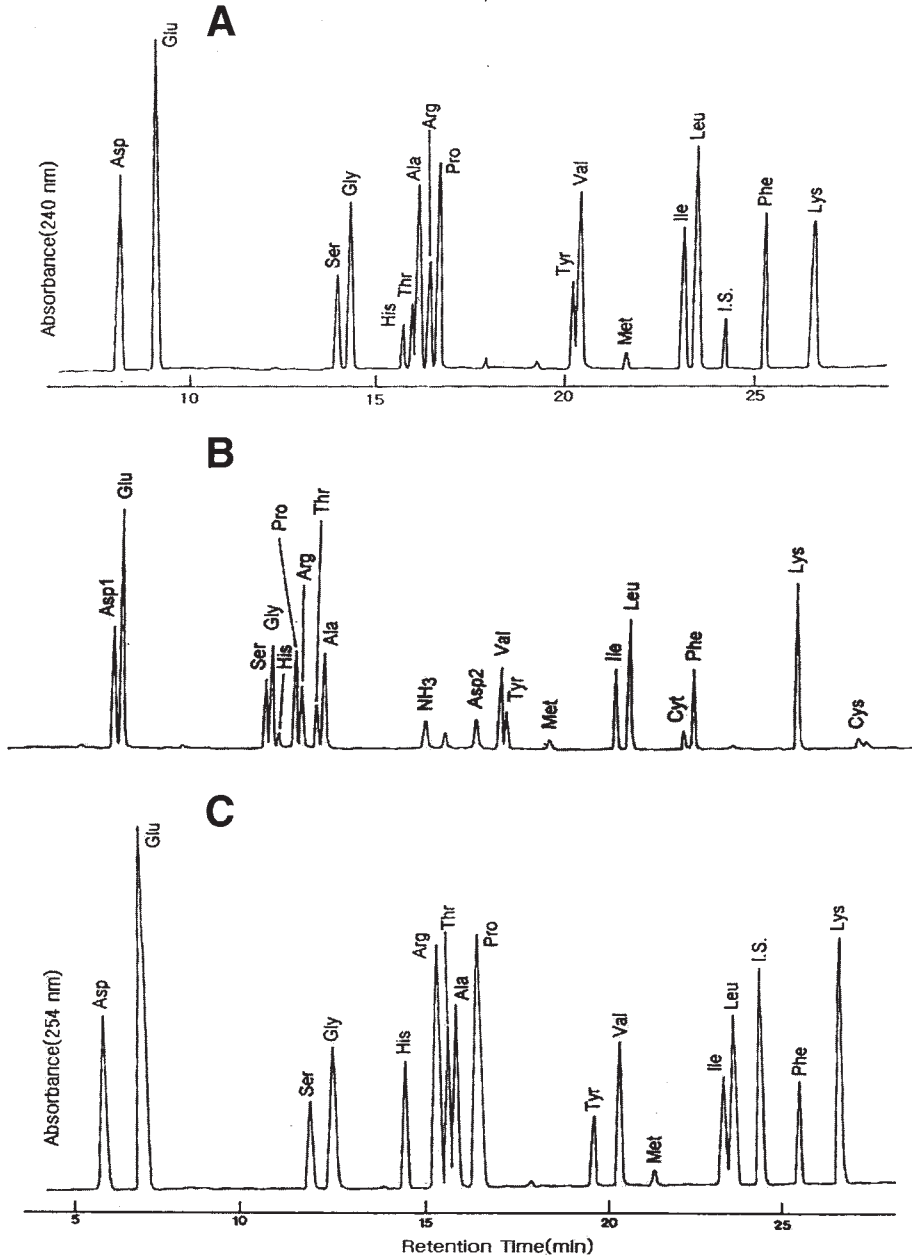 A
Absorbance(240 nm)
Asp
Glu
Ser
Gly
His
Thr
Ala
Arg
Pro
Tyr
Val
Met
Ile
Leu
I.S.
Phe
Lys
10 15 20 25
B
Asp1
Glu
Ser
Gly
His
Pro
Arg
Thr
Ala
NH3
Asp2
Val
Tyr
Met
Ile
Leu
Cyt
Phe
Lys
Cys
C
Absorbance(254 nm)
Asp
Glu
Ser
Gly
His
Arg
Thr
Ala
Pro
Tyr
Val
Met
Ile
Leu
I.S.
Phe
Lys
5 10 15 20 25
Retention Time(min)